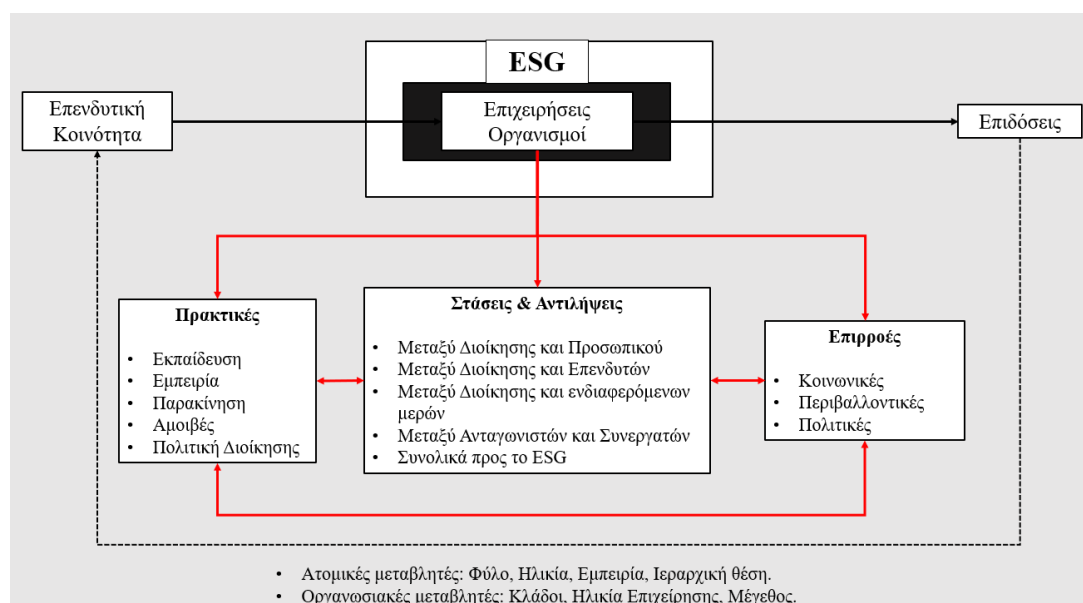 ESG
Επενδυτική
Κοινότητα
Επιχειρήσεις
Οργανισμοί
Επιδόσεις
Πρακτικές
• Εκπαίδευση
• Εμπειρία
• Παρακίνηση
• Αμοιβές
• Πολιτική Διοίκησης
Στάσεις & Αντιλήψεις
• Μεταξύ Διοίκησης και Προσωπικού
• Μεταξύ Διοίκησης και Επενδυτών
• Μεταξύ Διοίκησης και ενδιαφερόμενων
μερών
• Μεταξύ Ανταγωνιστών και Συνεργατών
• Συνολικά προς το ESG
Επιρροές
• Κοινωνικές
• Περιβαλλοντικές
• Πολιτικές
• Ατομικές μεταβλητές: Φύλο, Ηλικία, Εμπειρία, Ιεραρχική θέση.
• Οργανωσιακές μεταβλητές: Κλάδοι, Ηλικία Επιχείρησης, Μέγεθος.